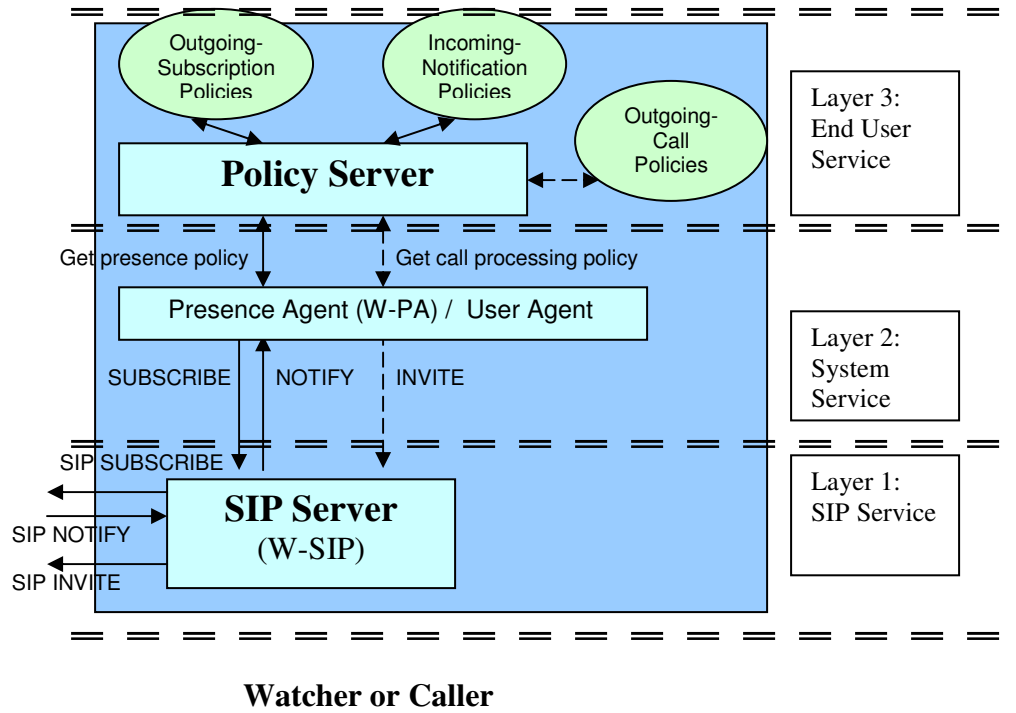 Outgoing-
Subscription
Policies
Incoming-
Notification
Policies
Outgoing-
Call
Policies
Layer 3:
End User
Service
Policy Server
Get presence policy
Get call processing policy
Presence Agent (W-PA) / User Agent
Layer 2:
System
Service
SUBSCRIBE
NOTIFY
INVITE
SIP SUBSCRIBE
SIP Server
(W-SIP)
Layer 1:
SIP Service
SIP NOTIFY
SIP INVITE
Watcher or Caller